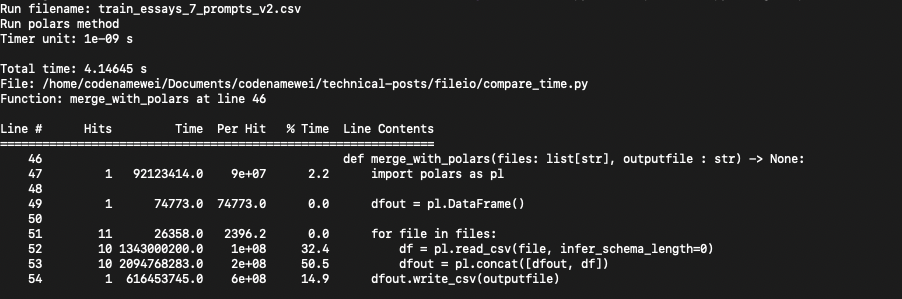 Run filename: train_essays_7_prompts_v2.csv
Run polars method
Timer unit: 1e-09 s
Total time: 4.14645 s
File: /home/codenamewei/Documents/codenamewei/technical-posts/fileio/compare_time.py
Function: merge_with_polars at line 46
Line #      Hits         Time  Per Hit   % Time  Line Contents
==============================================================
    46                                           def merge_with_polars(files: list[str], outputfile : str) -> None:
    47         1   92123414.0    9e+07      2.2      import polars as pl
    48
    49         1      74773.0  74773.0      0.0      dfout = pl.DataFrame()
    50
    51        11      26358.0   2396.2      0.0      for file in files:
    52        10 1343000200.0    1e+08     32.4          df = pl.read_csv(file, infer_schema_length=0)
    53        10 2094768283.0    2e+08     50.5          dfout = pl.concat([dfout, df])
    54         1  616453745.0    6e+08     14.9      dfout.write_csv(outputfile)